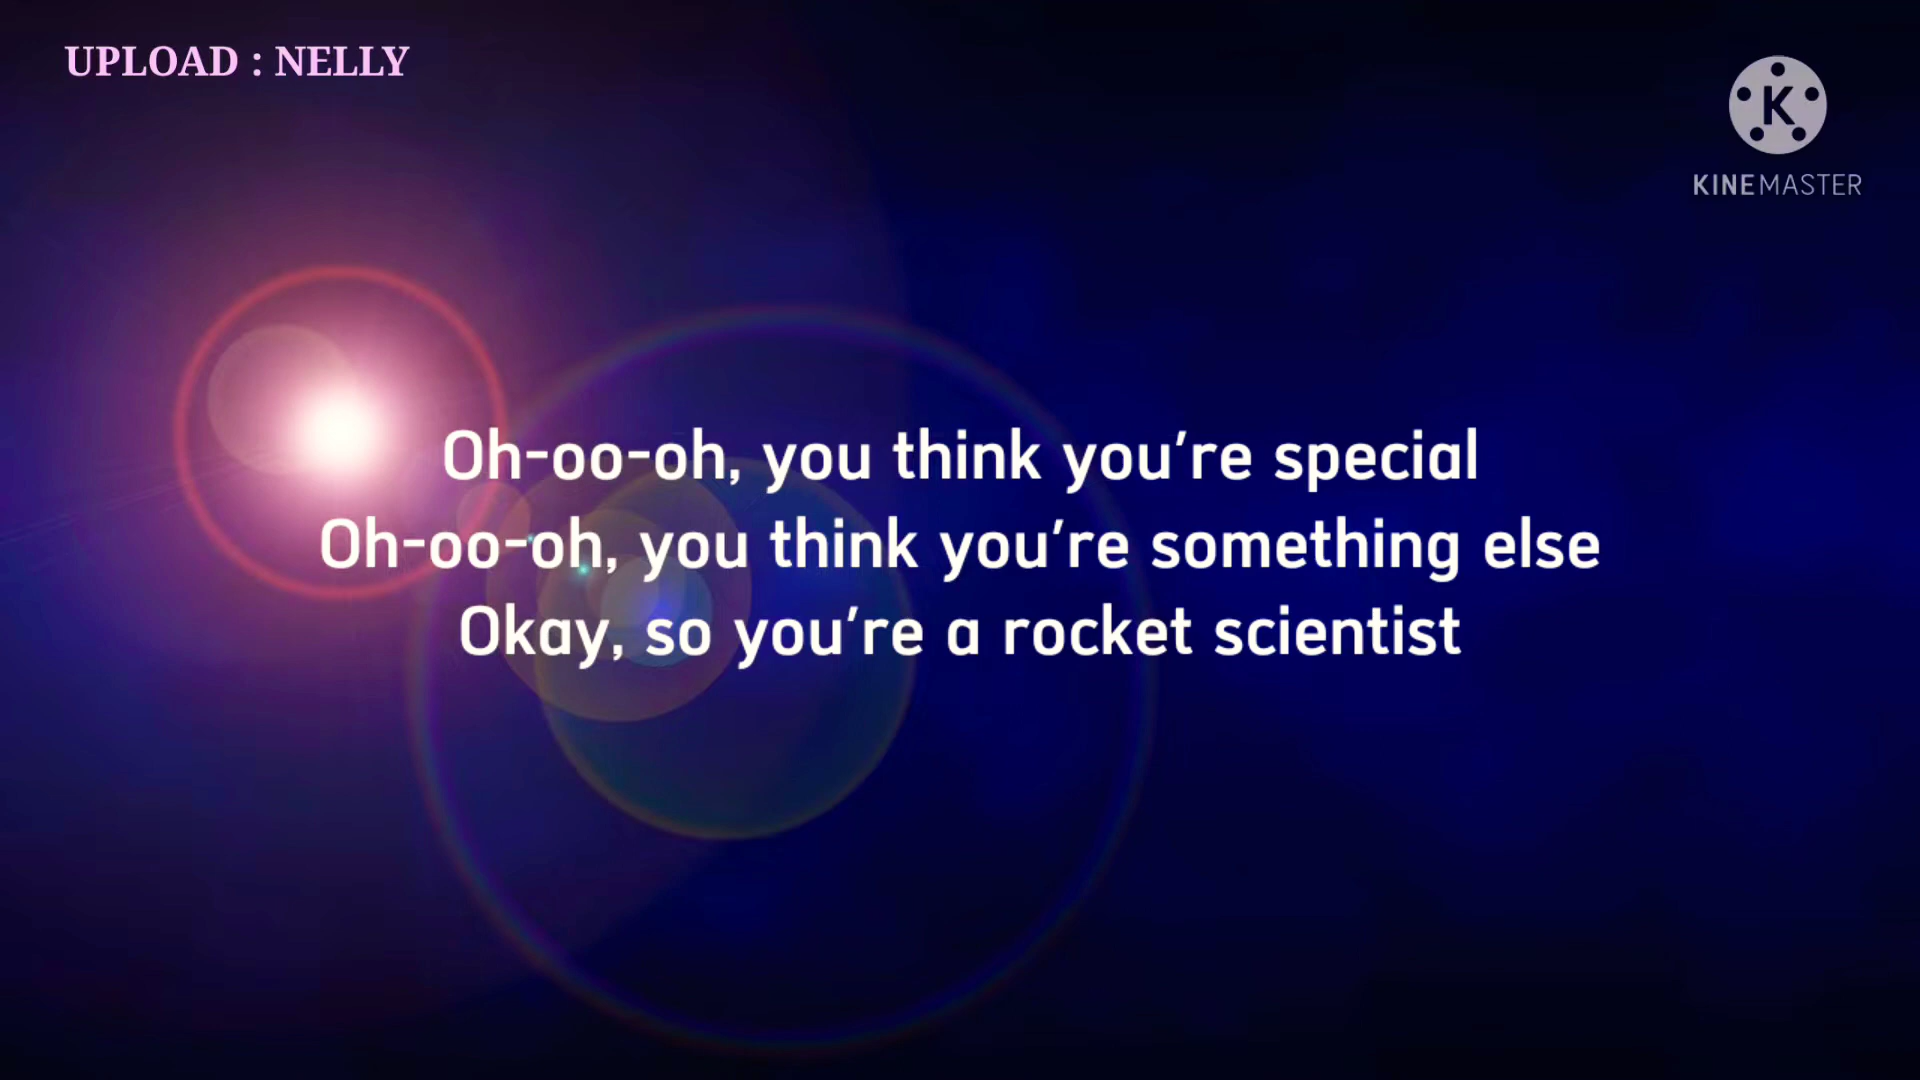 UPLOAD : NELLY
K
KINEMASTER
Oh-oo-oh, you think you're special
Oh-oo-oh, you think you're something else
Okay, so you're a rocket scientist